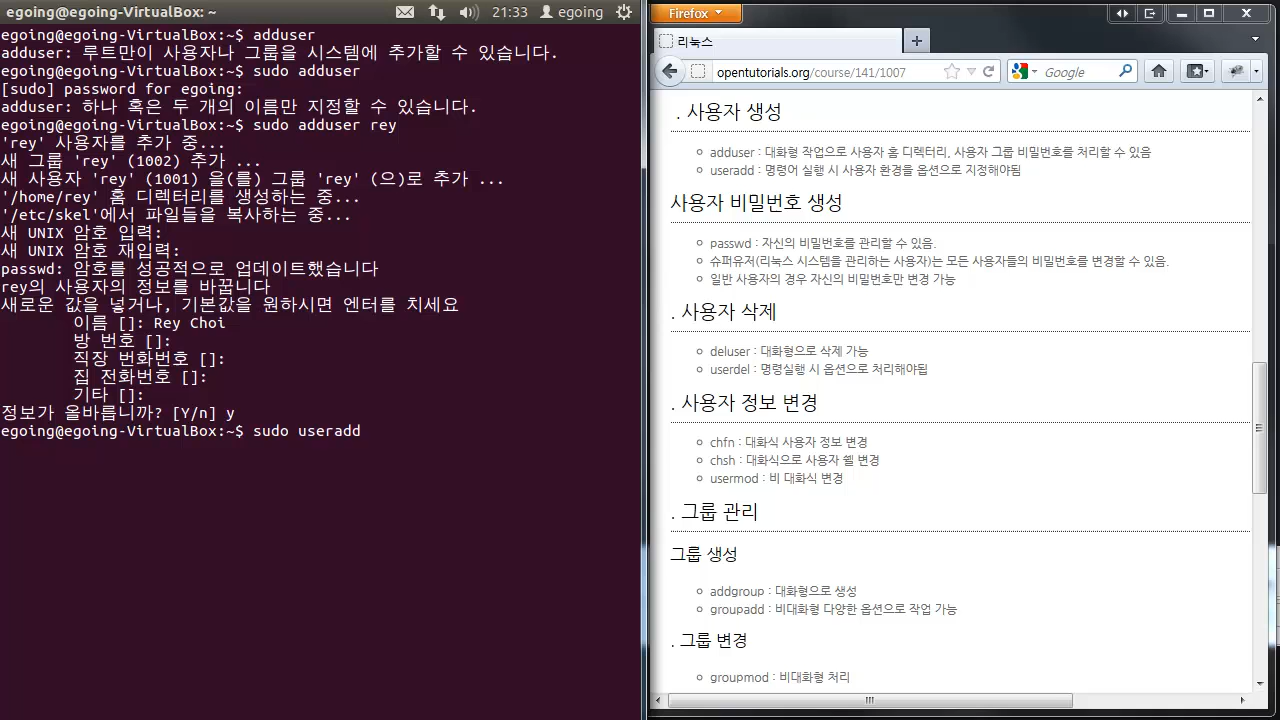 egoing@egoing-VirtualBox: ~
21:33
egoing
egoing@egoing-VirtualBox:~$ adduser
adduser: 루트만이 사용자나 그룹을 시스템에 추가할 수 있습니다.
egoing@egoing-VirtualBox:~$ sudo adduser
[sudo] password for egoing:
adduser: 하나 혹은 두 개의 이름만 지정할 수 있습니다.
egoing@egoing-VirtualBox:~$ sudo adduser rey
'rey' 사용자를 추가 중...
새 그룹 'rey' (1002) 추가 ...
새 사용자 'rey' (1001) 을(를) 그룹 'rey' (으)로 추가 ...
'/home/rey' 홈 디렉터리를 생성하는 중...
'/etc/skel'에서 파일들을 복사하는 중...
새 UNIX 암호 입력:
새 UNIX 암호 재입력:
passwd: 암호를 성공적으로 업데이트했습니다
rey의 사용자의 정보를 바꿉니다
새로운 값을 넣거나, 기본값을 원하시면 엔터를 치세요
이름 []: Rey Choi
방 번호 []:
직장 번화번호 []:
집 전화번호 []:
기타 []:
정보가 올바릅니까? [Y/n] y
egoing@egoing-VirtualBox:~$ sudo useradd
Firefox
리눅스
opentutorials.org/course/141/1007
Google
. 사용자 생성
adduser : 대화형 작업으로 사용자 홈 디렉터리, 사용자 그룹 비밀번호를 처리할 수 있음
useradd : 명령어 실행 시 사용자 환경을 옵션으로 지정해야됨
사용자 비밀번호 생성
passwd : 자신의 비밀번호를 관리할 수 있음.
슈퍼유저(리눅스 시스템을 관리하는 사용자)는 모든 사용자들의 비밀번호를 변경할 수 있음.
일반 사용자의 경우 자신의 비밀번호만 변경 가능
. 사용자 삭제
deluser : 대화형으로 삭제 가능
userdel : 명령실행 시 옵션으로 처리해야됩
. 사용자 정보 변경
chfn : 대화식 사용자 정보 변경
chsh : 대화식으로 사용자 쉘 변경
usermod : 비 대화식 변경
. 그룹 관리
그룹 생성
addgroup : 대화형으로 생성
groupadd : 비대화형 다양한 옵션으로 작업 가능
. 그룹 변경
groupmod : 비대화형 처리